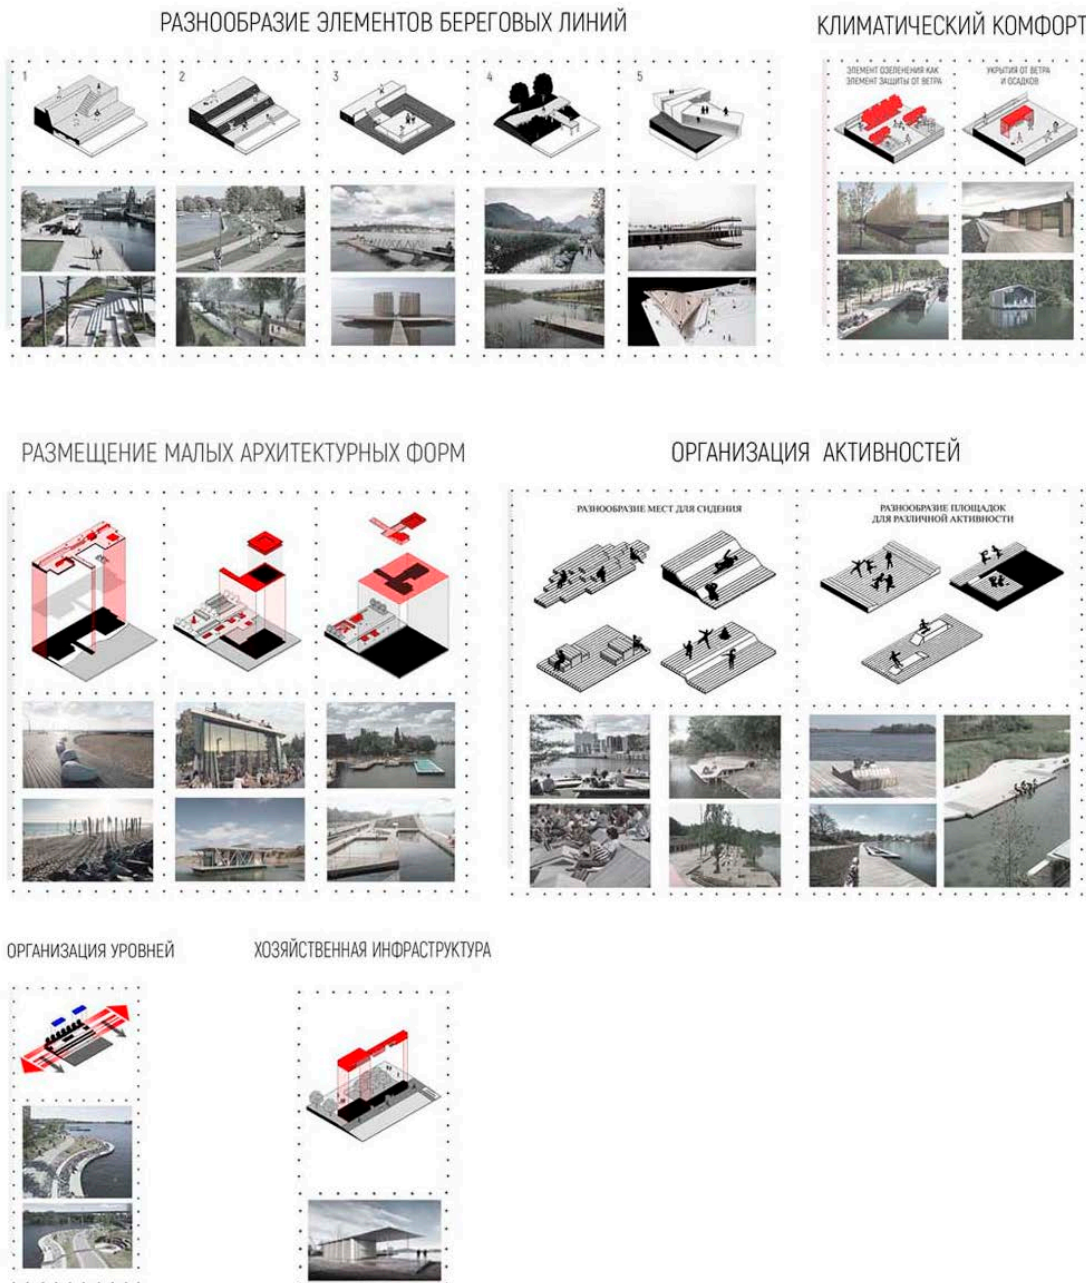 РАЗНООБРАЗИЕ ЭЛЕМЕНТОВ БЕРЕГОВЫХ ЛИНИЙ
КЛИМАТИЧЕСКИЙ КОМФОРТ
1
2
3
4
5
ЭЛЕМЕНТ ОЗЕЛЕНЕНИЯ КАК
ЭЛЕМЕНТ ЗАЩИТЫ ОТ ВЕТРА
УКРЫТИЯ ОТ ВЕТРА
И ОСАДКОВ
РАЗМЕЩЕНИЕ МАЛЫХ АРХИТЕКТУРНЫХ ФОРМ
ОРГАНИЗАЦИЯ АКТИВНОСТЕЙ
РАЗНООБРАЗИЕ МЕСТ ДЛЯ СИДЕНИЯ
РАЗНООБРАЗИЕ ПЛОЩАДОК
ДЛЯ РАЗЛИЧНОЙ АКТИВНОСТИ
ОРГАНИЗАЦИЯ УРОВНЕЙ
ХОЗЯЙСТВЕННАЯ ИНФРАСТРУКТУРА